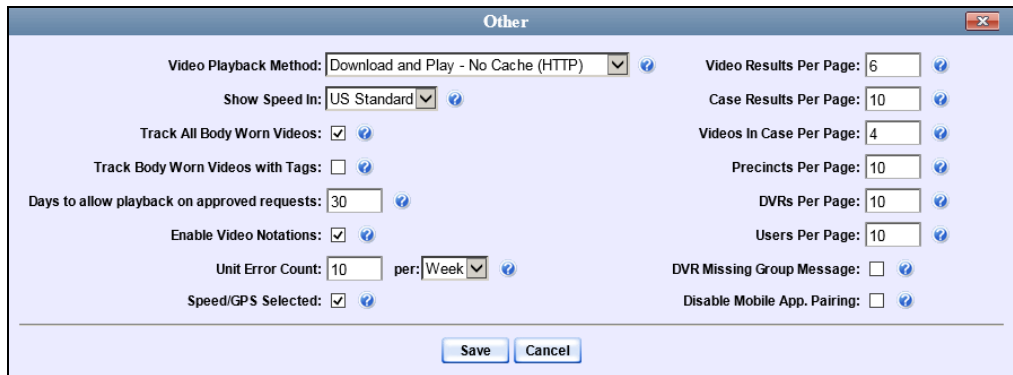 Other
Video Playback Method: Download and Play - No Cache (HTTP)
Show Speed In: US Standard
Track All Body Worn Videos:
Track Body Worn Videos with Tags:
Days to allow playback on approved requests: 30
Enable Video Notations:
Unit Error Count: 10 per: Week
Speed/GPS Selected:
Video Results Per Page: 6
Case Results Per Page: 10
Videos In Case Per Page: 4
Precincts Per Page: 10
DVRs Per Page: 10
Users Per Page: 10
DVR Missing Group Message:
Disable Mobile App. Pairing:
Save Cancel